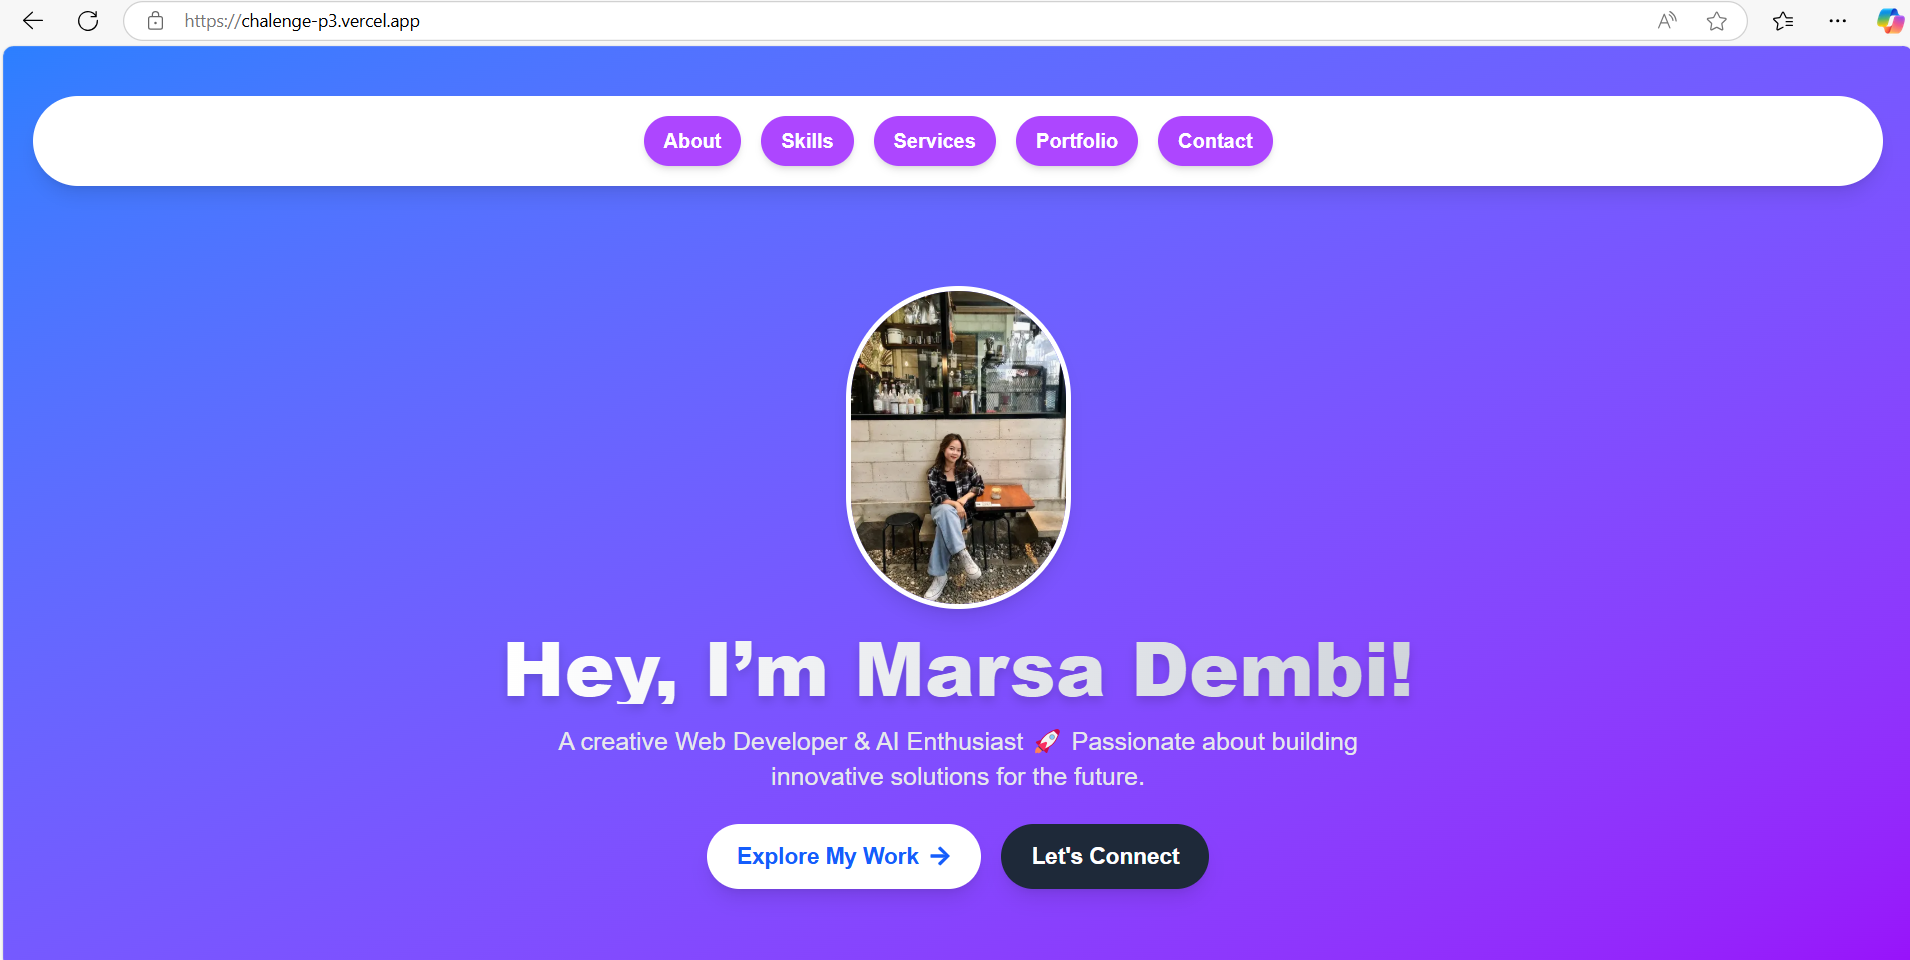 https://chalenge-p3.vercel.app
About Skills Services Portfolio Contact
Hey, I’m Marsa Dembi!
A creative Web Developer & AI Enthusiast 🚀 Passionate about building
innovative solutions for the future.
Explore My Work → Let's Connect